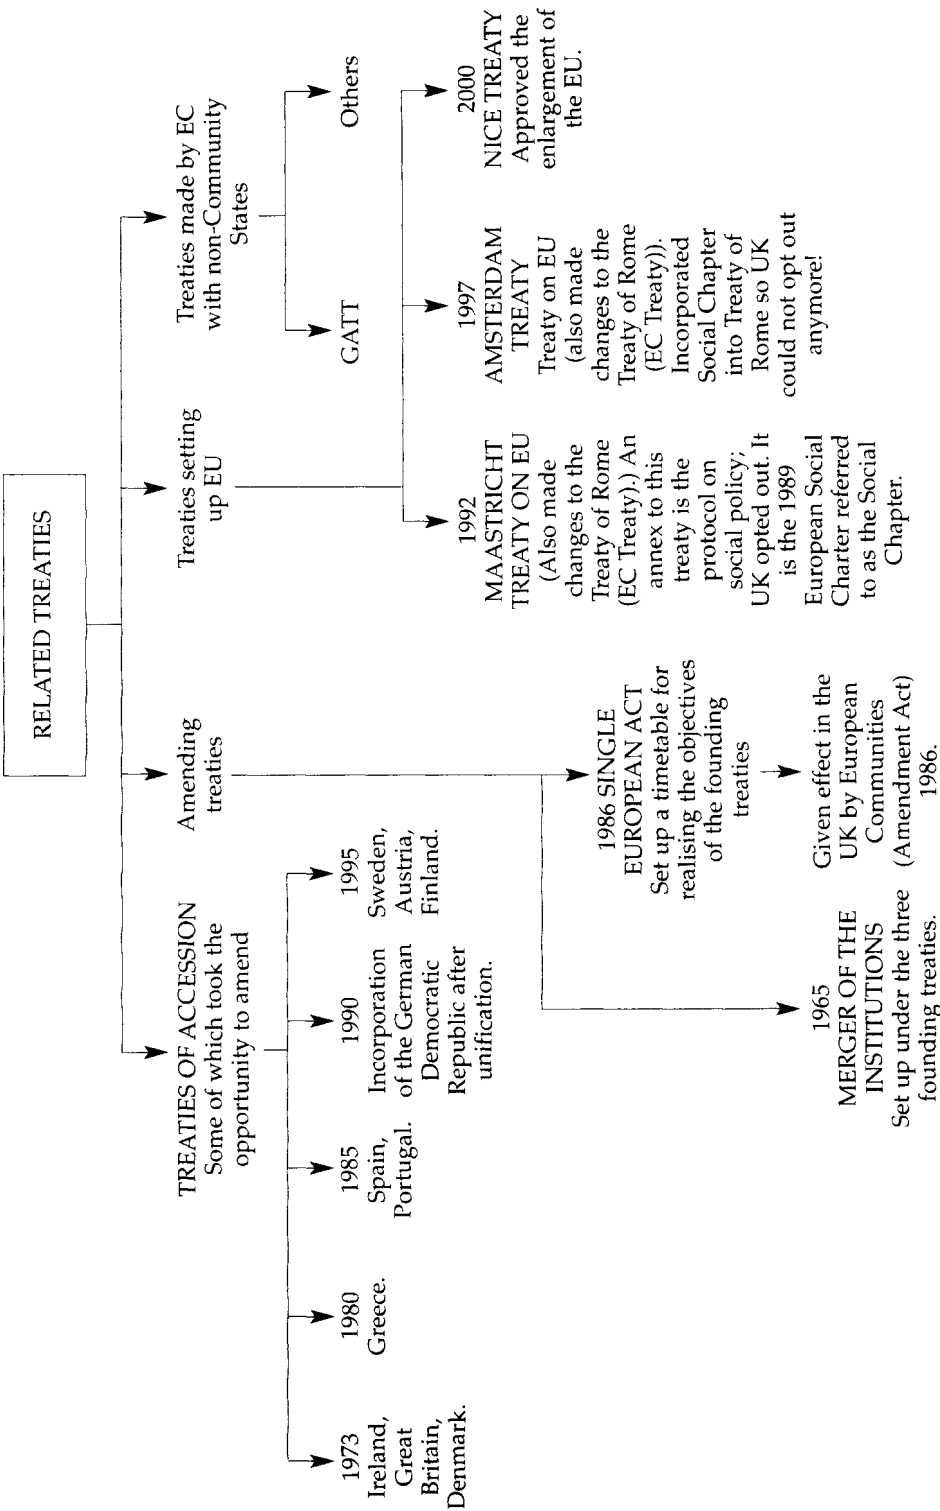 RELATED TREATIES
TREATIES OF ACCESSION
Some of which took the
opportunity to amend
1973
Ireland,
Great
Britain,
Denmark.
1980
Greece.
1985
Spain,
Portugal.
1990
Incorporation
of the German
Democratic
Republic after
unification.
1995
Sweden,
Austria,
Finland.
Amending
treaties
1965
MERGER OF THE
INSTITUTIONS
Set up under the three
founding treaties.
1986 SINGLE
EUROPEAN ACT
Set up a timetable for
realising the objectives
of the founding
treaties
Given effect in the
UK by European
Communities
(Amendment Act)
1986.
Treaties setting
up EU
1992
MAASTRICHT
TREATY ON EU
(Also made
changes to the
Treaty of Rome
(EC Treaty).) An
annex to this
treaty is the
protocol on
social policy;
UK opted out. It
is the 1989
European Social
Charter referred
to as the Social
Chapter.
1997
AMSTERDAM
TREATY
Treaty on EU
(also made
changes to the
Treaty of Rome
(EC Treaty)).
Incorporated
Social Chapter
into Treaty of
Rome so UK
could not opt out
anymore!
2000
NICE TREATY
Approved the
enlargement of
the EU.
Treaties made by EC
with non-Community
States
GATT
Others